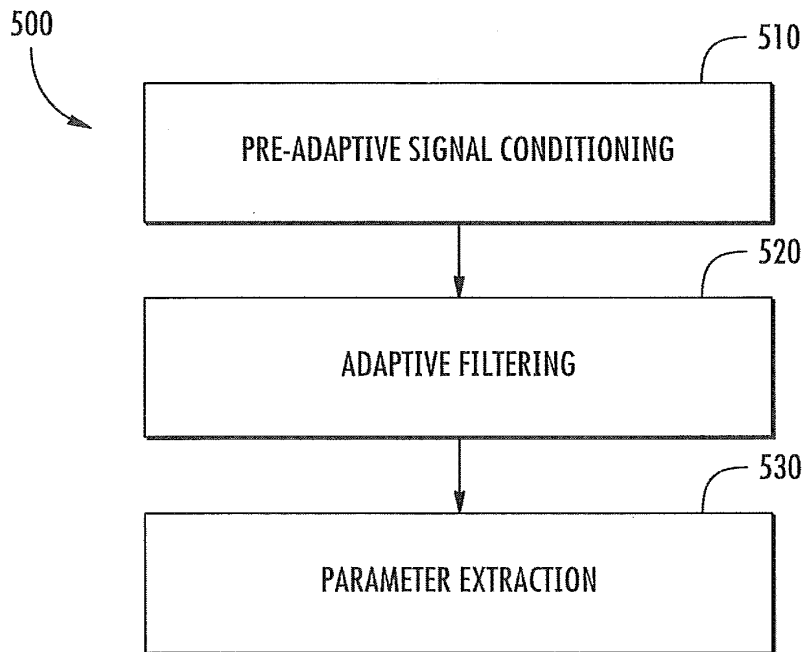 500
510
PRE-ADAPTIVE SIGNAL CONDITIONING
520
ADAPTIVE FILTERING
530
PARAMETER EXTRACTION